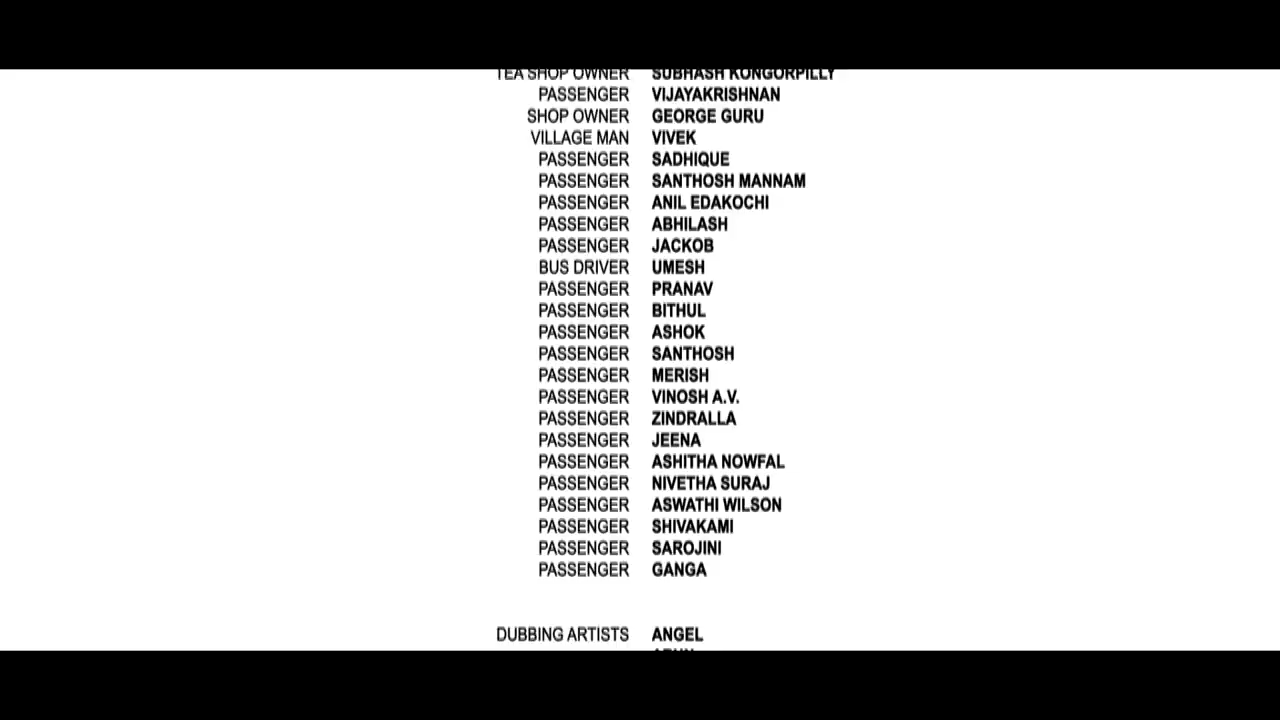 TEA SHOP OWNER SUBHASH KONGORPILLY
PASSENGER VIJAYAKRISHNAN
SHOP OWNER GEORGE GURU
VILLAGE MAN VIVEK
PASSENGER SADHIQUE
PASSENGER SANTHOSH MANNAM
PASSENGER ANIL EDAKOCHI
PASSENGER ABHILASH
PASSENGER JACKOB
BUS DRIVER UMESH
PASSENGER PRANAV
PASSENGER BITHUL
PASSENGER ASHOK
PASSENGER SANTHOSH
PASSENGER MERISH
PASSENGER VINOSH A.V.
PASSENGER ZINDRALLA
PASSENGER JEENA
PASSENGER ASHITHA NOWFAL
PASSENGER NIVETHA SURAJ
PASSENGER ASWATHI WILSON
PASSENGER SHIVAKAMI
PASSENGER SAROJINI
PASSENGER GANGA
DUBBING ARTISTS ANGEL